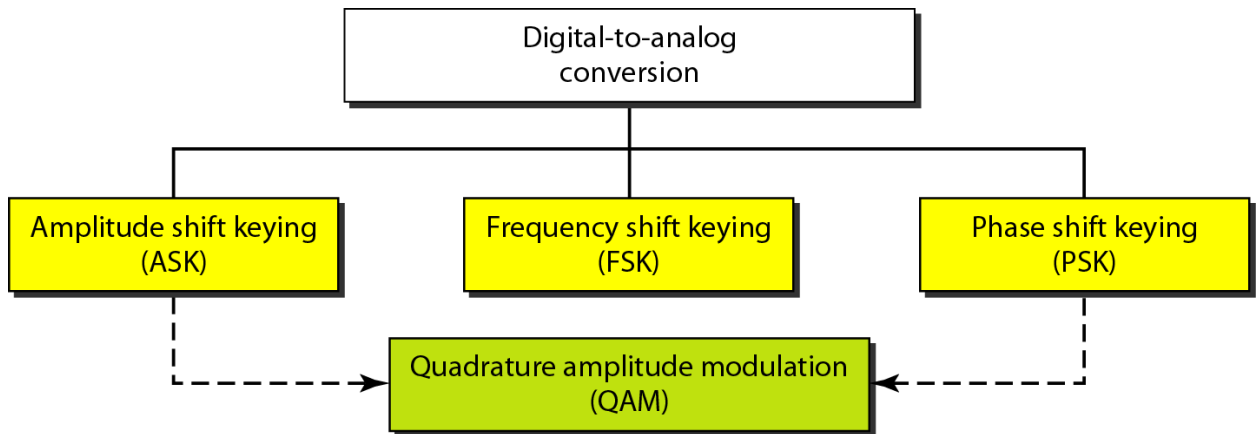 Digital-to-analog
conversion
Amplitude shift keying
(ASK)
Frequency shift keying
(FSK)
Phase shift keying
(PSK)
Quadrature amplitude modulation
(QAM)